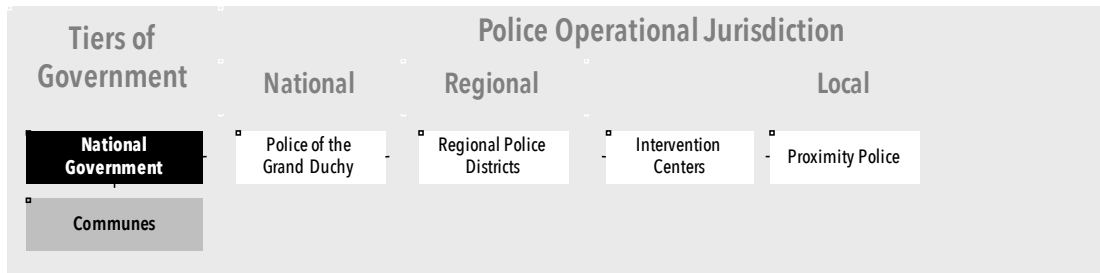 Tiers of
Government
Police Operational Jurisdiction
National
Regional
Local
National
Government
Police of the
Grand Duchy
Regional Police
Districts
Intervention
Centers
Proximity Police
Communes